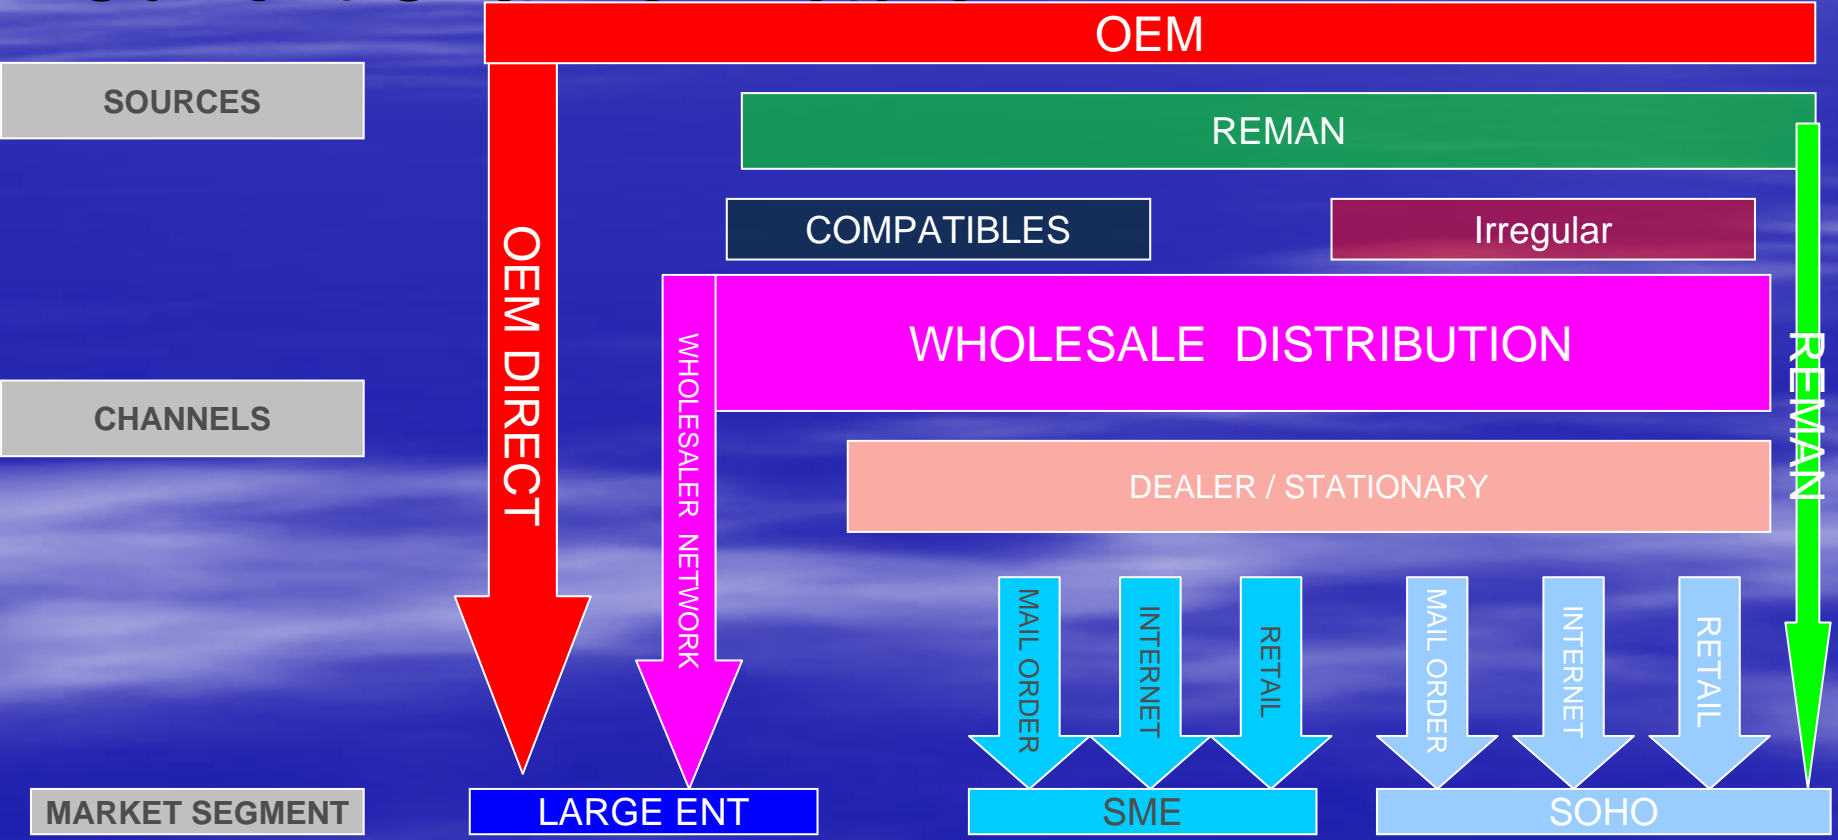 OEM
SOURCES
REMAN
COMPATIBLES
Irregular
OEM DIRECT
WHOLESALER NETWORK
WHOLESALE DISTRIBUTION
REMAN
CHANNELS
DEALER / STATIONARY
MAIL ORDER
INTERNET
RETAIL
MAIL ORDER
INTERNET
RETAIL
MARKET SEGMENT
LARGE ENT
SME
SOHO